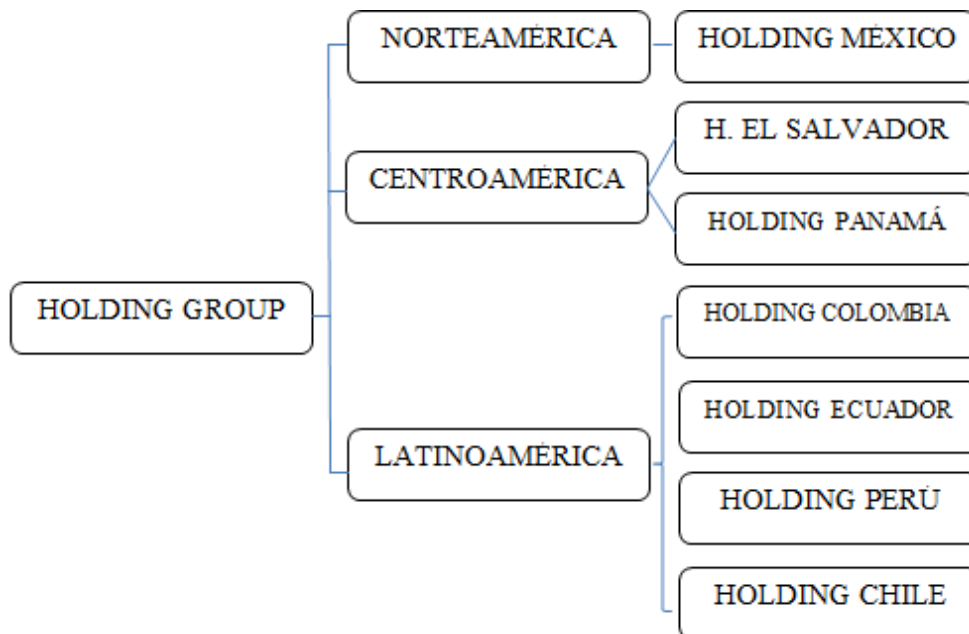 HOLDING GROUP
NORTEAMÉRICA
HOLDING MÉXICO
CENTROAMÉRICA
H. EL SALVADOR
HOLDING PANAMÁ
LATINOAMÉRICA
HOLDING COLOMBIA
HOLDING ECUADOR
HOLDING PERÚ
HOLDING CHILE